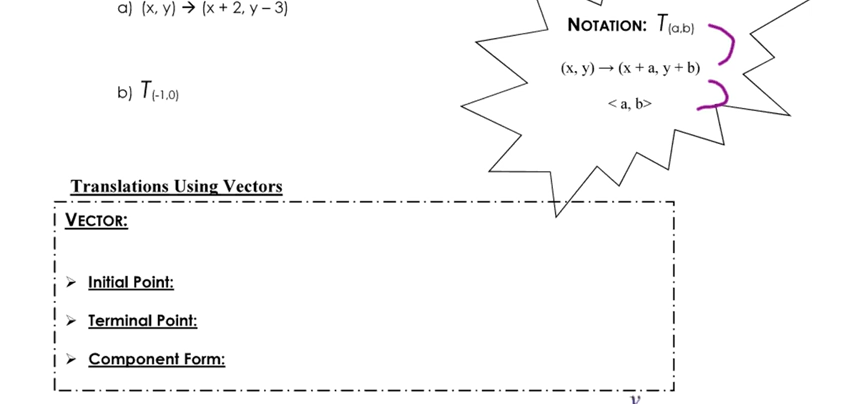 a) (x, y) → (x + 2, y – 3)
NOTATION: T(a,b)
(x, y) → (x + a, y + b)
b) T(-1,0)
< a, b>
Translations Using Vectors
VECTOR:
➢ Initial Point:
➢ Terminal Point:
➢ Component Form:
y